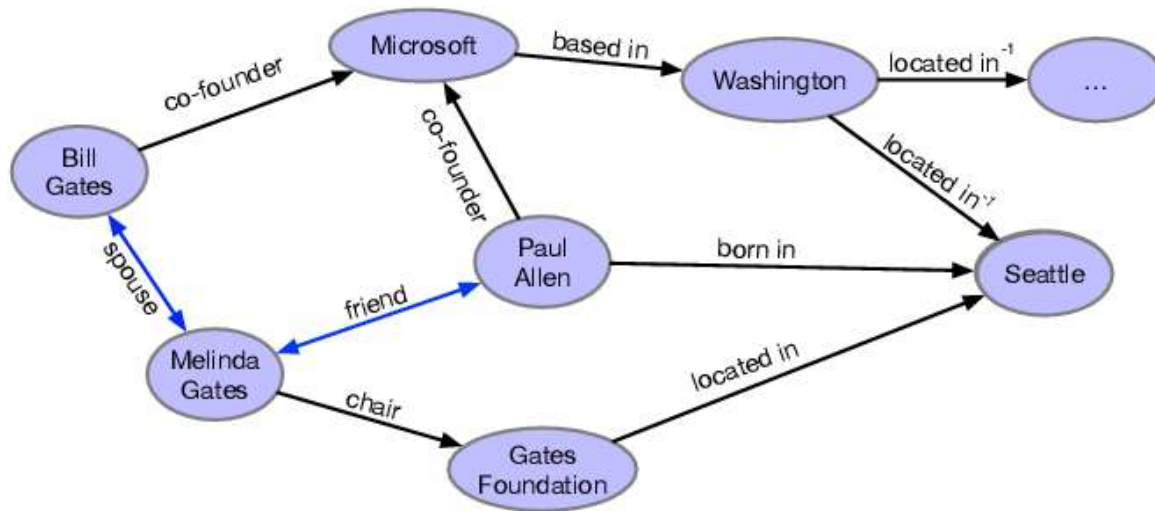 Microsoft
based in
Washington
located in⁻¹
...
co-founder
co-founder
Bill
Gates
located in⁻¹
spouse
Paul
Allen
born in
Seattle
friend
Melinda
Gates
located in
chair
Gates
Foundation